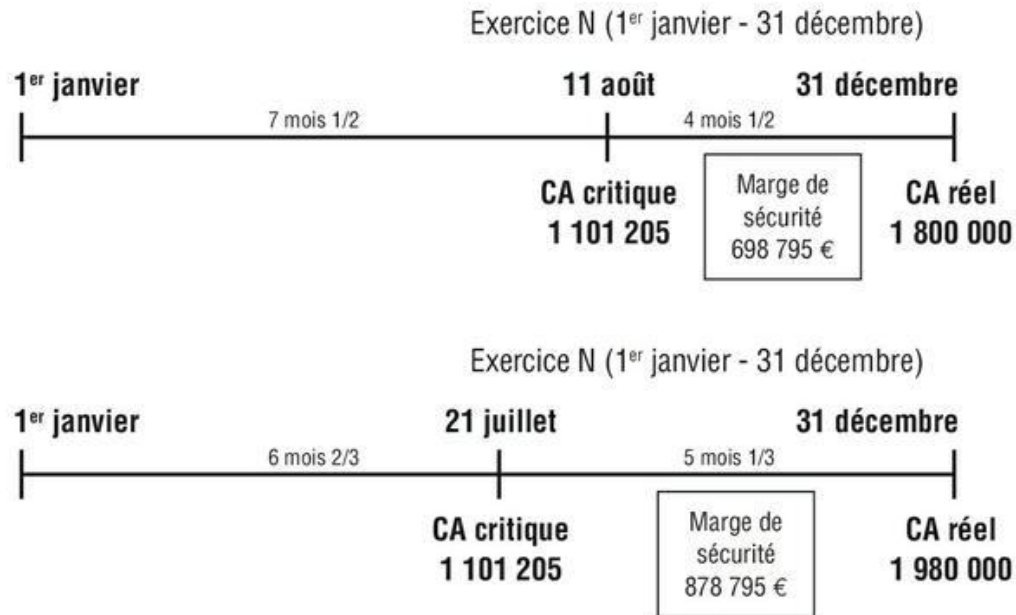 Exercice N (1er janvier - 31 décembre)
1er janvier 11 août 31 décembre
7 mois 1/2 4 mois 1/2
CA critique
1 101 205
Marge de
sécurité
698 795 €
CA réel
1 800 000
Exercice N (1er janvier - 31 décembre)
1er janvier 21 juillet 31 décembre
6 mois 2/3 5 mois 1/3
CA critique
1 101 205
Marge de
sécurité
878 795 €
CA réel
1 980 000